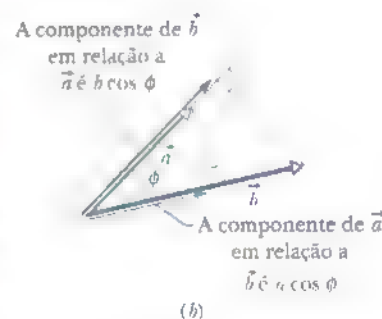 A componente de b⃗
em relação a
a⃗ é b cos ϕ
a⃗
ϕ
b⃗
A componente de a⃗
em relação a
b⃗ é a cos ϕ
(b)